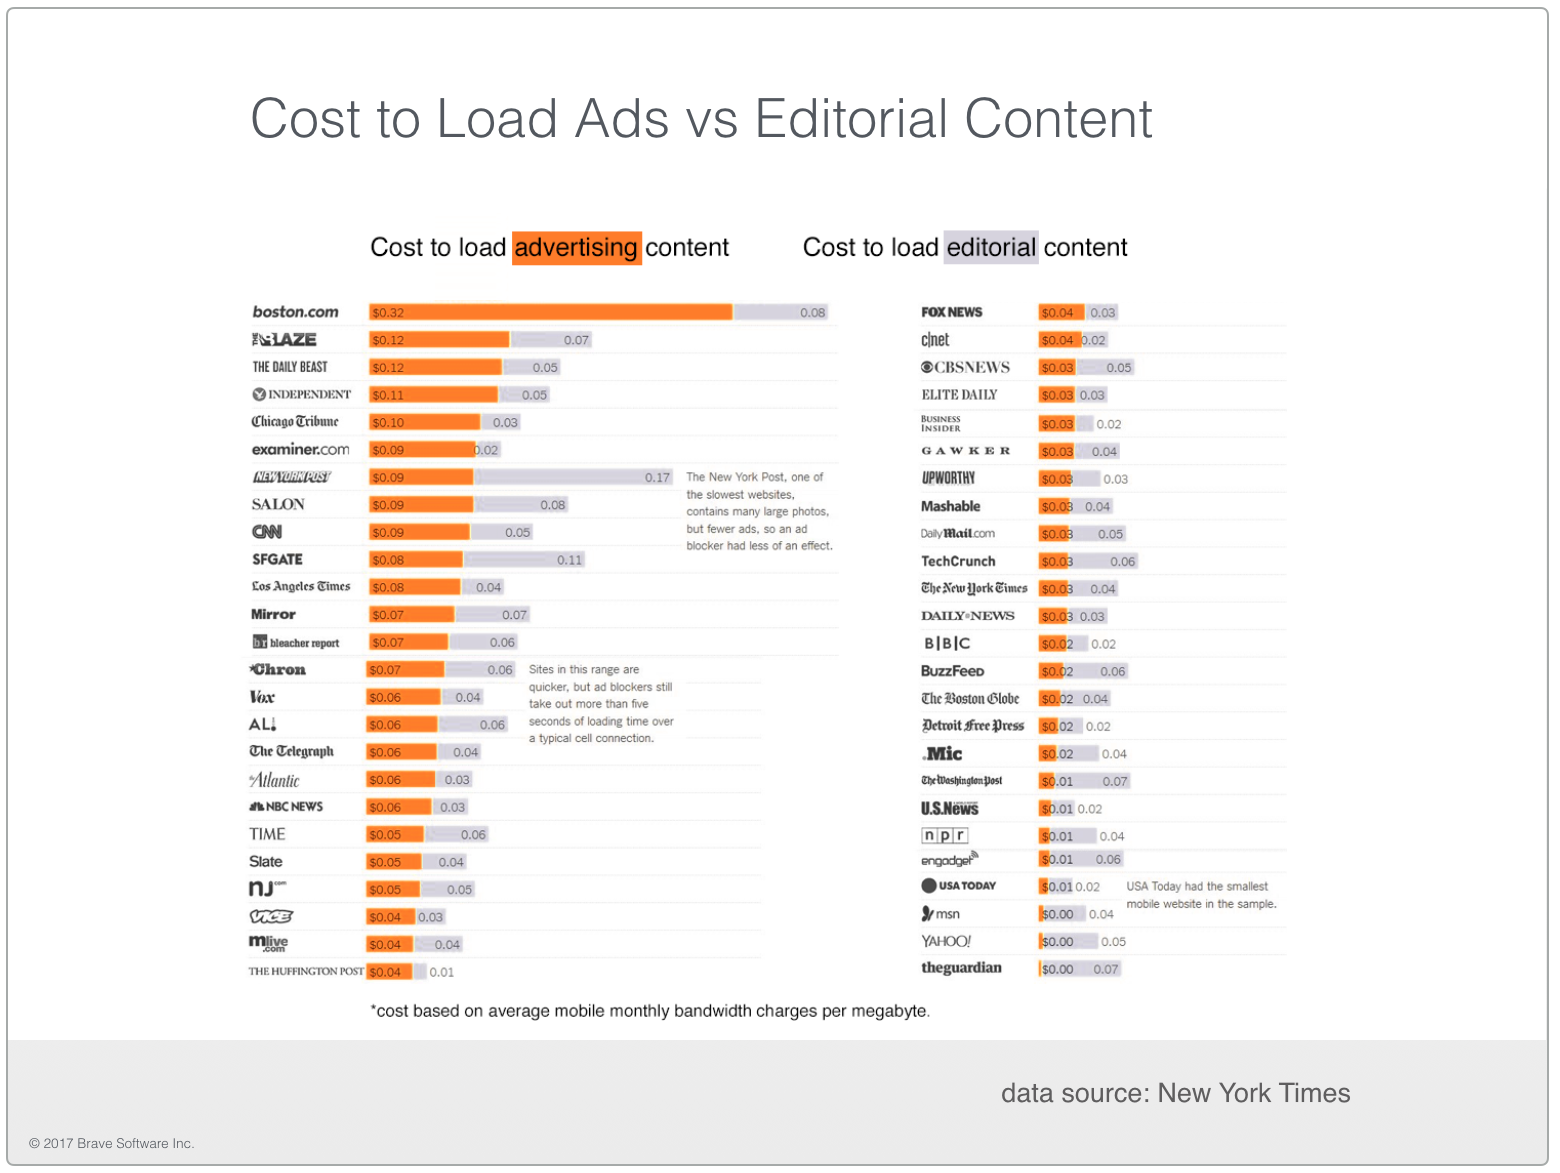 Cost to Load Ads vs Editorial Content
Cost to load advertising content
Cost to load editorial content
boston.com $0.32 0.08
THE BLAZE $0.12 0.07
THE DAILY BEAST $0.12 0.05
INDEPENDENT $0.11 0.05
Chicago Tribune $0.10 0.03
examiner.com $0.09 0.02
NEW YORK POST $0.09 0.17
SALON $0.09 0.08
CNN $0.09 0.05
SFGATE $0.08 0.11
Los Angeles Times $0.08 0.04
Mirror $0.07 0.07
br bleacher report $0.07 0.06
*Chron $0.07 0.06
Vox $0.06 0.04
AL. $0.06 0.06
The Telegraph $0.06 0.04
The Atlantic $0.06 0.03
NBC NEWS $0.06 0.03
TIME $0.05 0.06
Slate $0.05 0.04
nj.com $0.05 0.05
VICE $0.04 0.03
mlive.com $0.04 0.04
THE HUFFINGTON POST $0.04 0.01
The New York Post, one of
the slowest websites,
contains many large photos,
but fewer ads, so an ad
blocker had less of an effect.
Sites in this range are
quicker, but ad blockers still
take out more than five
seconds of loading time over
a typical cell connection.
FOX NEWS $0.04 0.03
c|net $0.04 0.02
CBSNEWS $0.03 0.05
ELITE DAILY $0.03 0.03
BUSINESS INSIDER $0.03 0.02
GAWKER $0.03 0.04
UPWORTHY $0.03 0.03
Mashable $0.03 0.04
DailyMail.com $0.03 0.05
TechCrunch $0.03 0.06
The New York Times $0.03 0.04
DAILY NEWS $0.03 0.03
B|B|C $0.02 0.02
BuzzFeed $0.02 0.06
The Boston Globe $0.02 0.04
Detroit Free Press $0.02 0.02
.Mic $0.02 0.04
The Washington Post $0.01 0.07
U.S.News $0.01 0.02
npr $0.01 0.04
engadget $0.01 0.06
USA TODAY $0.01 0.02
msn $0.00 0.04
YAHOO! $0.00 0.05
theguardian $0.00 0.07
USA Today had the smallest
mobile website in the sample.
*cost based on average mobile monthly bandwidth charges per megabyte.
data source: New York Times
© 2017 Brave Software Inc.